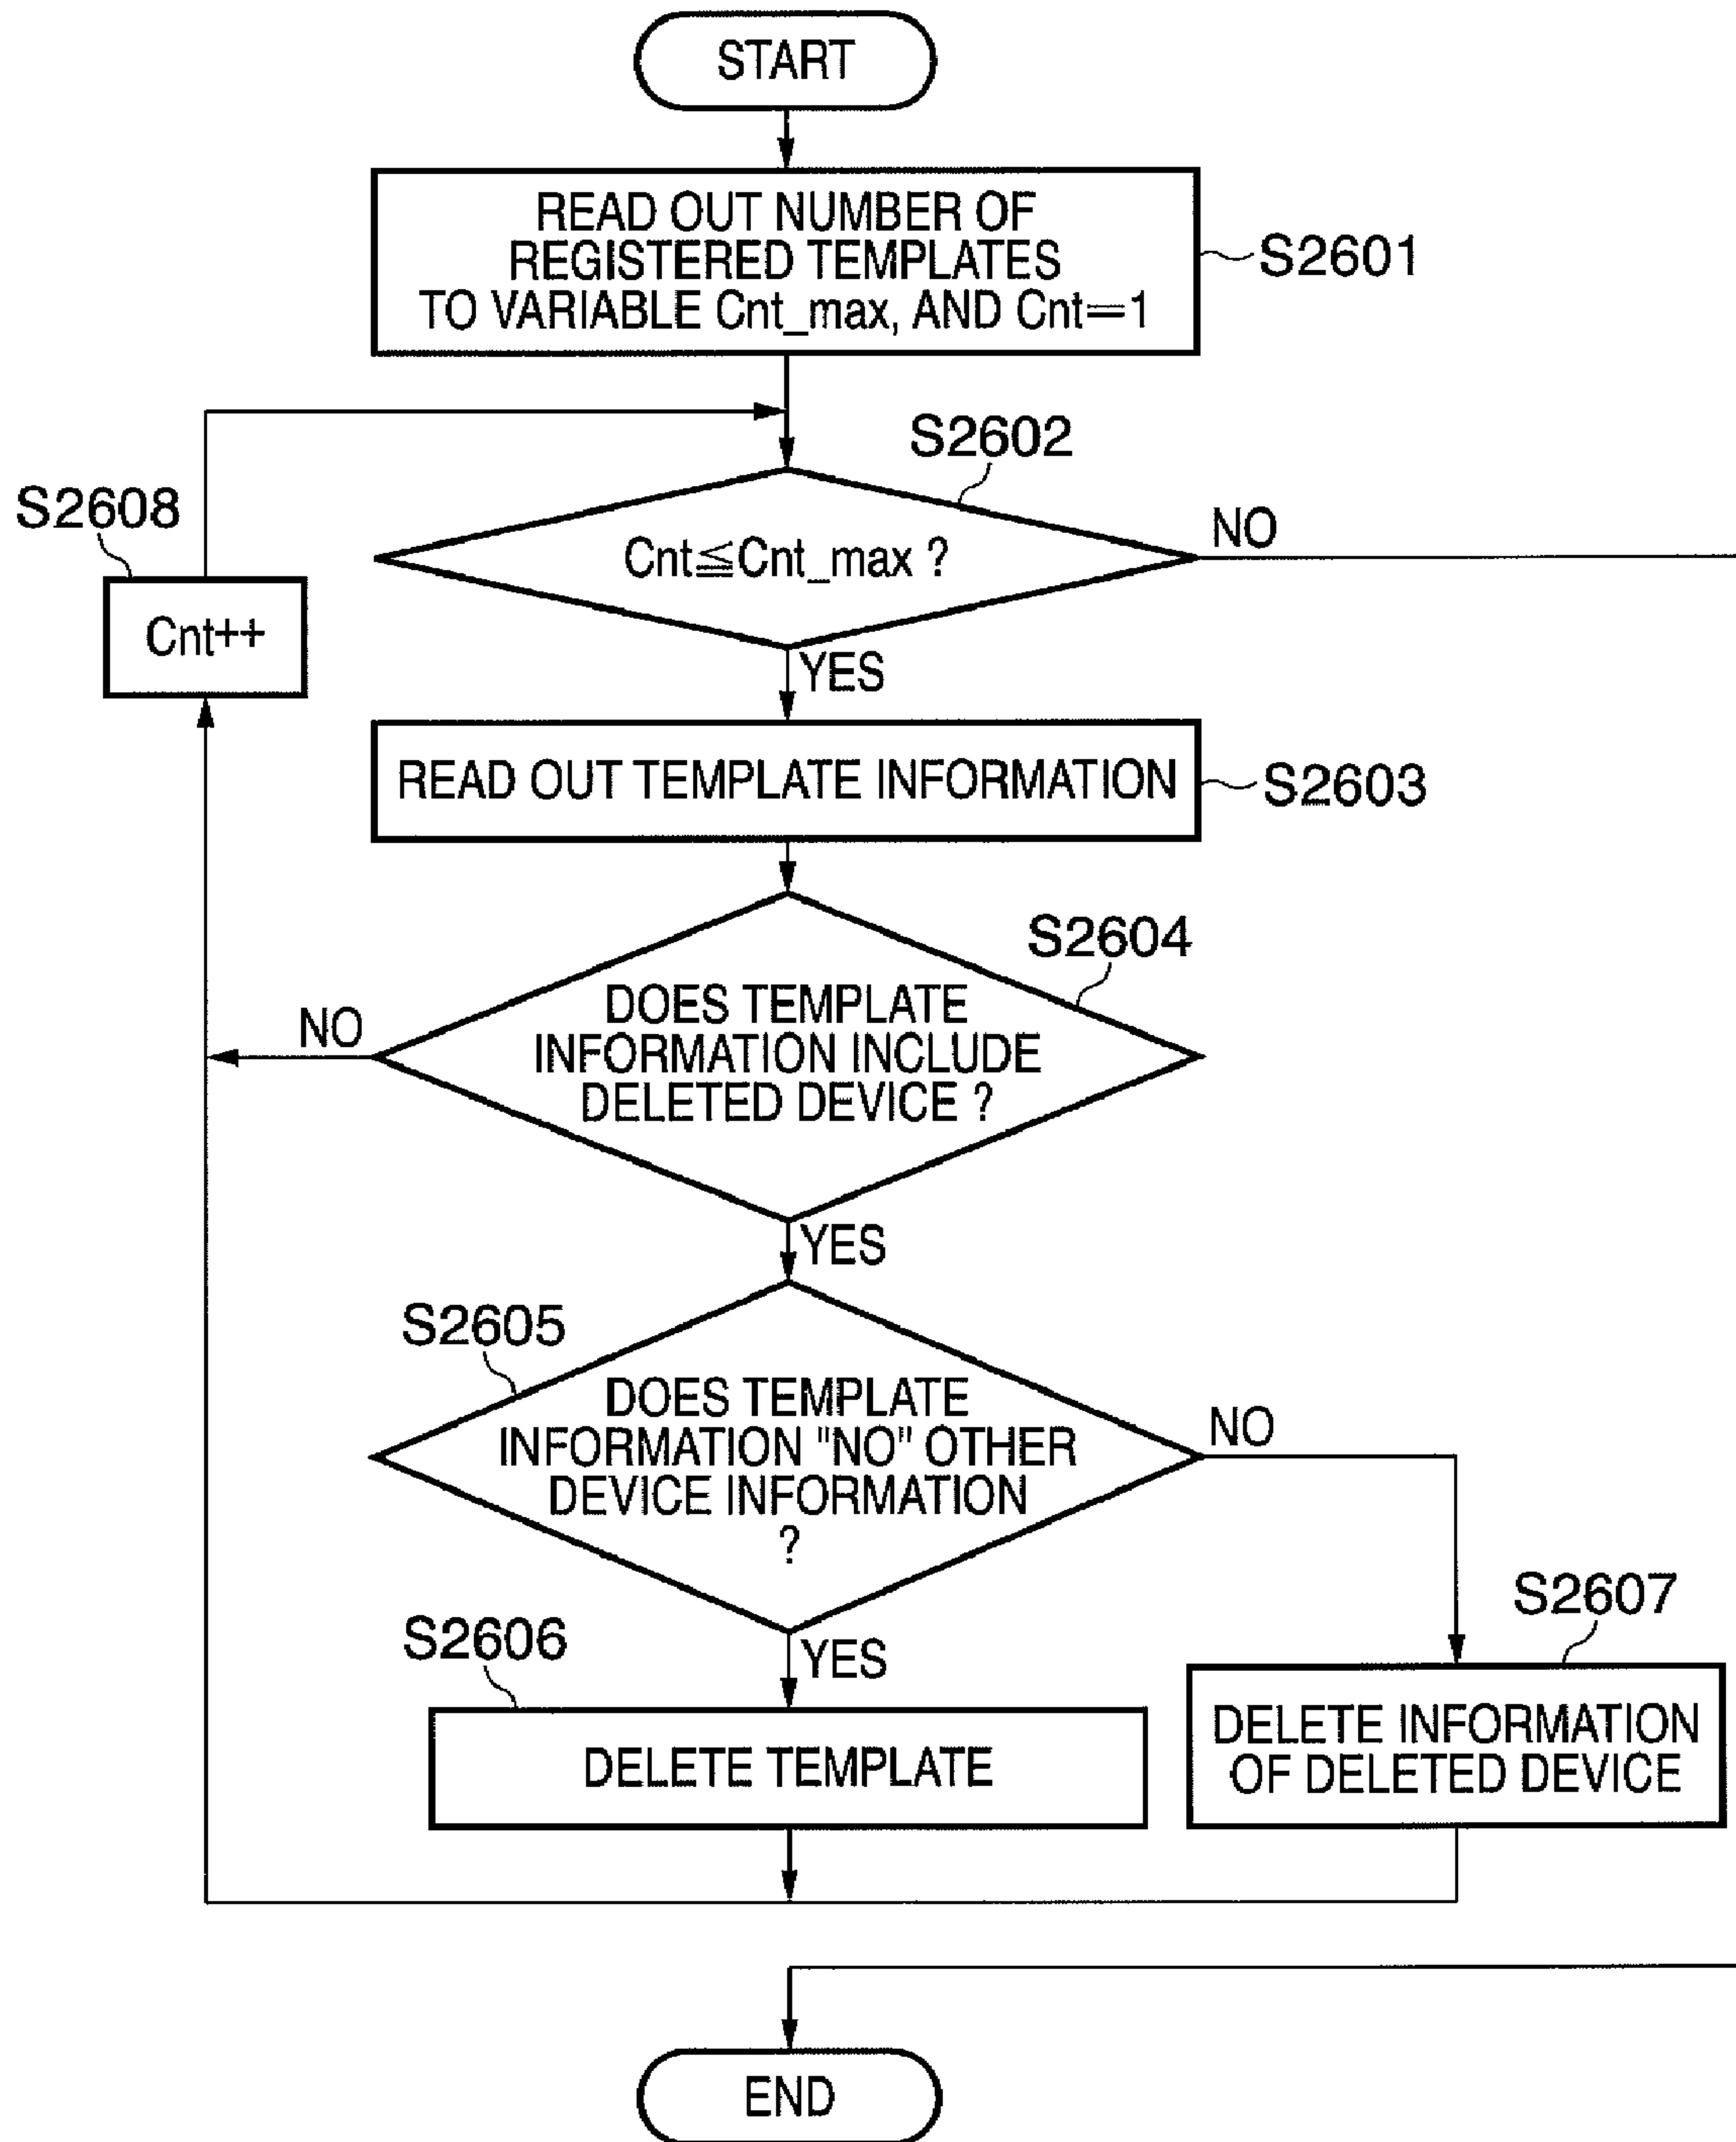 START
READ OUT NUMBER OF
REGISTERED TEMPLATES
TO VARIABLE Cnt_max, AND Cnt=1
S2601
S2602
S2608
Cnt≦Cnt_max ?
NO
Cnt++
YES
READ OUT TEMPLATE INFORMATION
S2603
S2604
DOES TEMPLATE
INFORMATION INCLUDE
DELETED DEVICE ?
NO
YES
S2605
DOES TEMPLATE
INFORMATION "NO" OTHER
DEVICE INFORMATION
?
NO
S2607
S2606
YES
DELETE TEMPLATE
DELETE INFORMATION
OF DELETED DEVICE
END